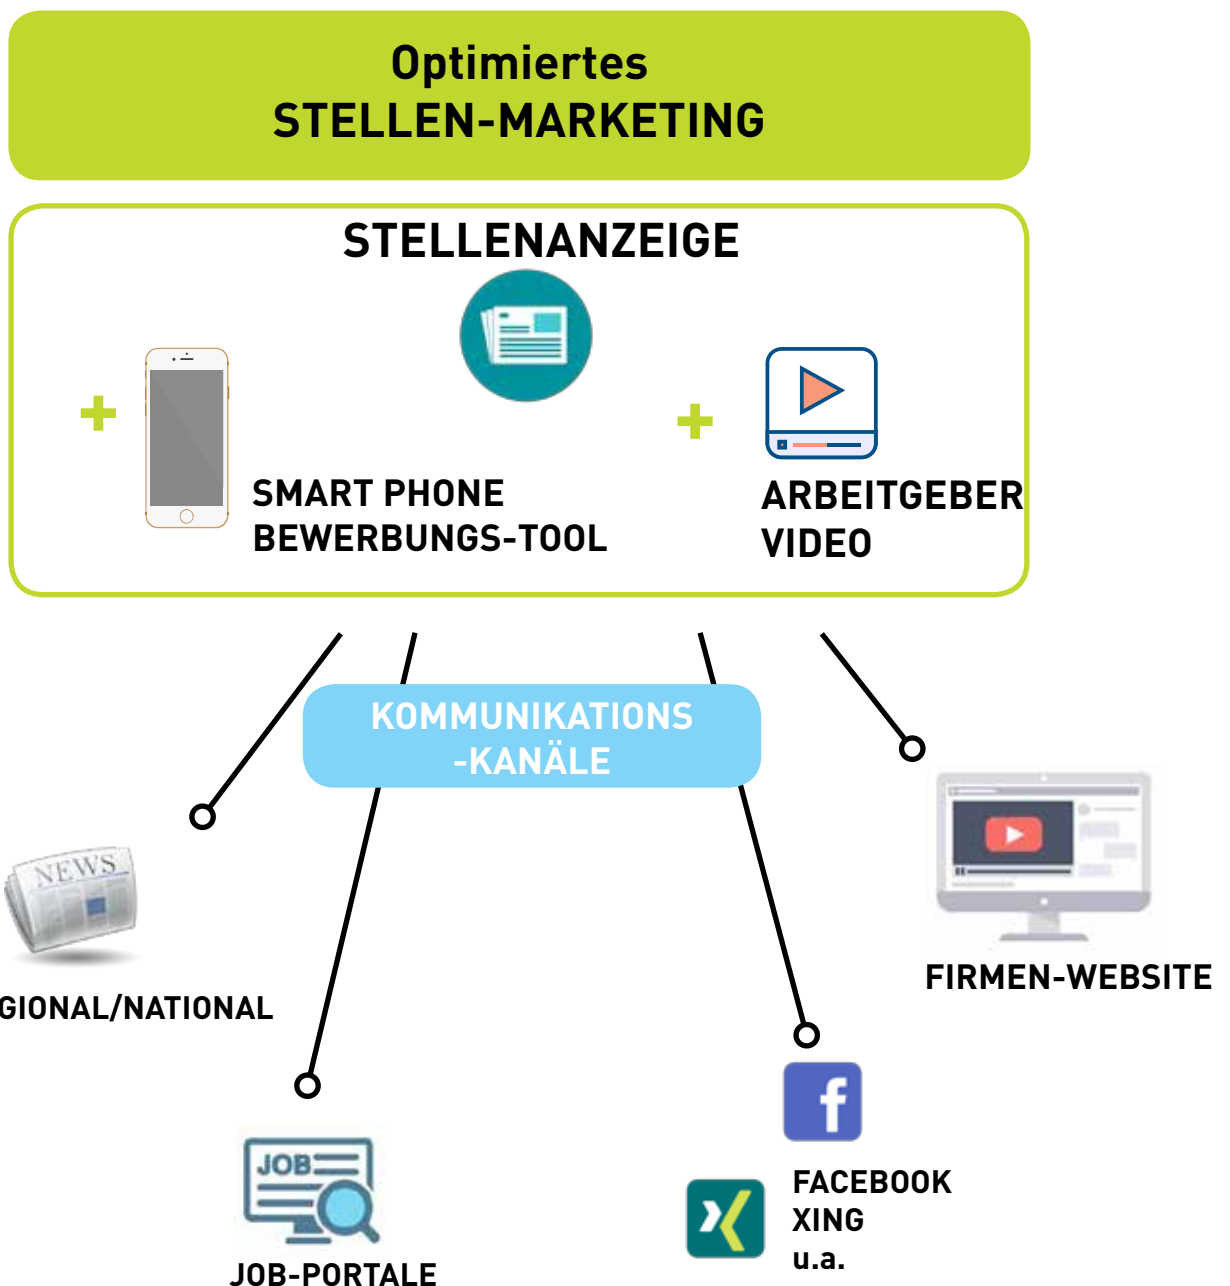 Optimiertes
STELLEN-MARKETING
STELLENANZEIGE
SMART PHONE
BEWERBUNGS-TOOL
ARBEITGEBER
VIDEO
KOMMUNIKATIONS
-KANÄLE
NEWS
FIRMEN-WEBSITE
GIONAL/NATIONAL
JOB
JOB-PORTALE
f
FACEBOOK
XING
u.a.